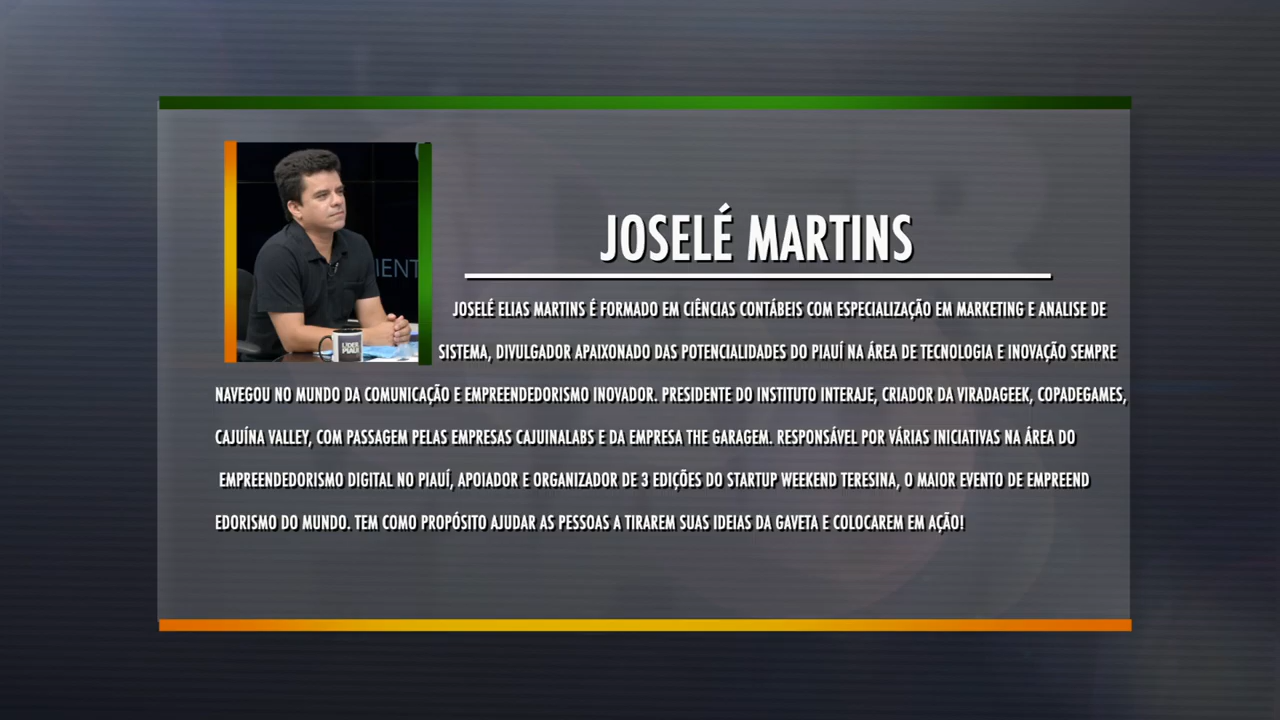 IENT
LÍDER
PIAUÍ
JOSELÉ MARTINS
JOSELÉ ELIAS MARTINS É FORMADO EM CIÊNCIAS CONTÁBEIS COM ESPECIALIZAÇÃO EM MARKETING E ANALISE DE
SISTEMA, DIVULGADOR APAIXONADO DAS POTENCIALIDADES DO PIAUÍ NA ÁREA DE TECNOLOGIA E INOVAÇÃO SEMPRE
NAVEGOU NO MUNDO DA COMUNICAÇÃO E EMPREENDEDORISMO INOVADOR. PRESIDENTE DO INSTITUTO INTERAJE, CRIADOR DA VIRADAGEEK, COPADEGAMES,
CAJUÍNA VALLEY, COM PASSAGEM PELAS EMPRESAS CAJUINALABS E DA EMPRESA THE GARAGEM. RESPONSÁVEL POR VÁRIAS INICIATIVAS NA ÁREA DO
EMPREENDEDORISMO DIGITAL NO PIAUÍ, APOIADOR E ORGANIZADOR DE 3 EDIÇÕES DO STARTUP WEEKEND TERESINA, O MAIOR EVENTO DE EMPREEND
EDORISMO DO MUNDO. TEM COMO PROPÓSITO AJUDAR AS PESSOAS A TIRAREM SUAS IDEIAS DA GAVETA E COLOCAREM EM AÇÃO!